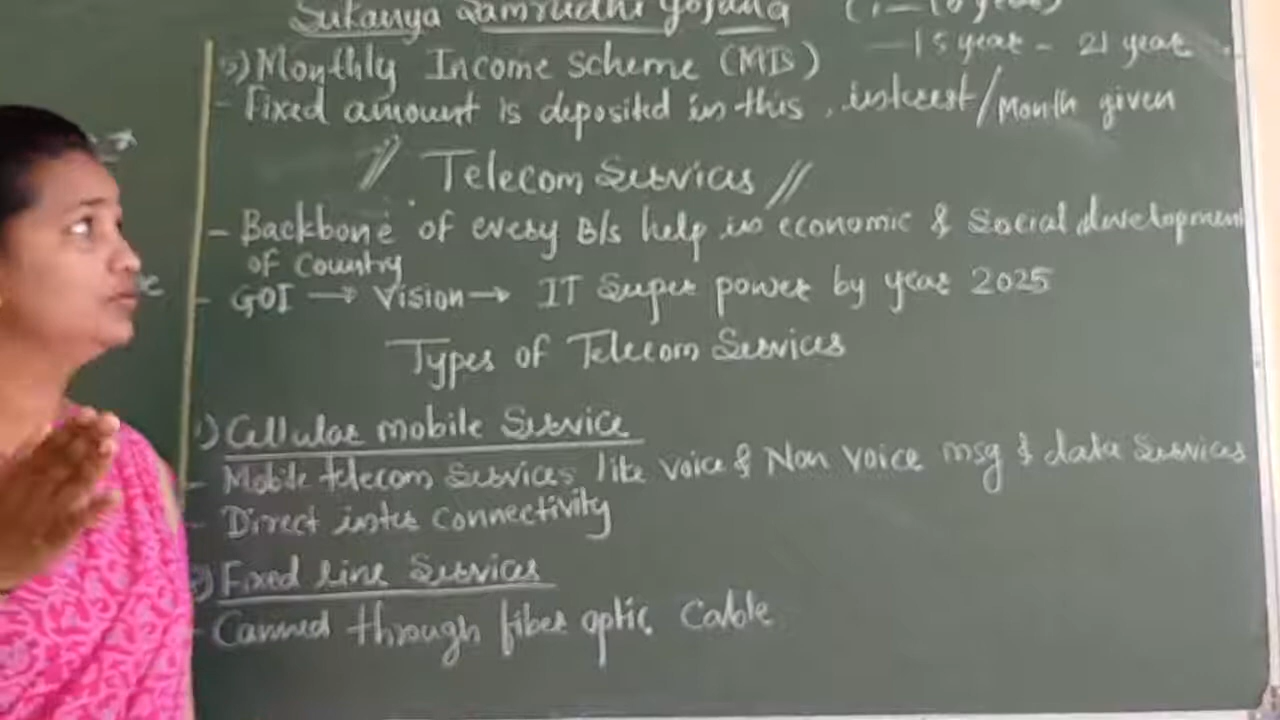 Sukanya Samrudhi Yojana
15 year - 21 year
Monthly Income Scheme (MIS)
- Fixed amount is deposited in this, interest/Month given
// Telecom Services //
- Backbone of every B/s help in economic & Social development
of Country
- GOI → Vision → IT Super power by year 2025
Types of Telecom Services
1) Cellular mobile Service
- Mobile telecom Services like Voice & Non Voice msg & data Services
- Direct inter connectivity
2) Fixed line Services
- Carried through fiber optic Cable